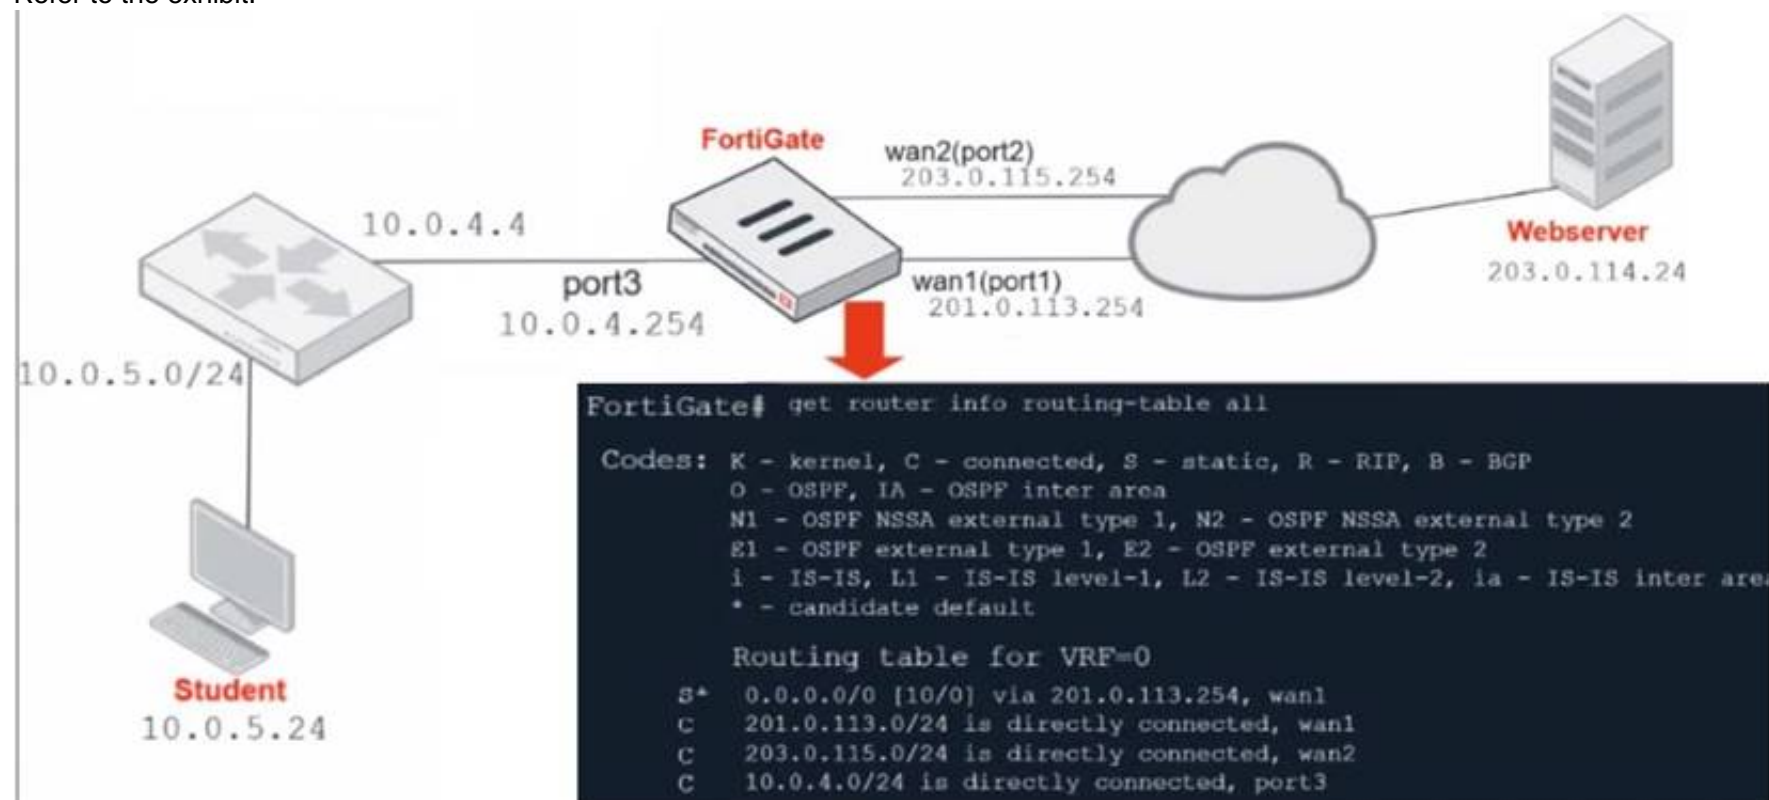 Refer to the exhibit.
FortiGate
wan2(port2)
203.0.115.254
10.0.4.4
port3
10.0.4.254
wan1(port1)
201.0.113.254
Webserver
203.0.114.24
10.0.5.0/24
Student
10.0.5.24
FortiGate# get router info routing-table all
Codes: K - kernel, C - connected, S - static, R - RIP, B - BGP
O - OSPF, IA - OSPF inter area
N1 - OSPF NSSA external type 1, N2 - OSPF NSSA external type 2
E1 - OSPF external type 1, E2 - OSPF external type 2
i - IS-IS, L1 - IS-IS level-1, L2 - IS-IS level-2, ia - IS-IS inter area
* - candidate default
Routing table for VRF=0
S* 0.0.0.0/0 [10/0] via 201.0.113.254, wan1
C 201.0.113.0/24 is directly connected, wan1
C 203.0.115.0/24 is directly connected, wan2
C 10.0.4.0/24 is directly connected, port3